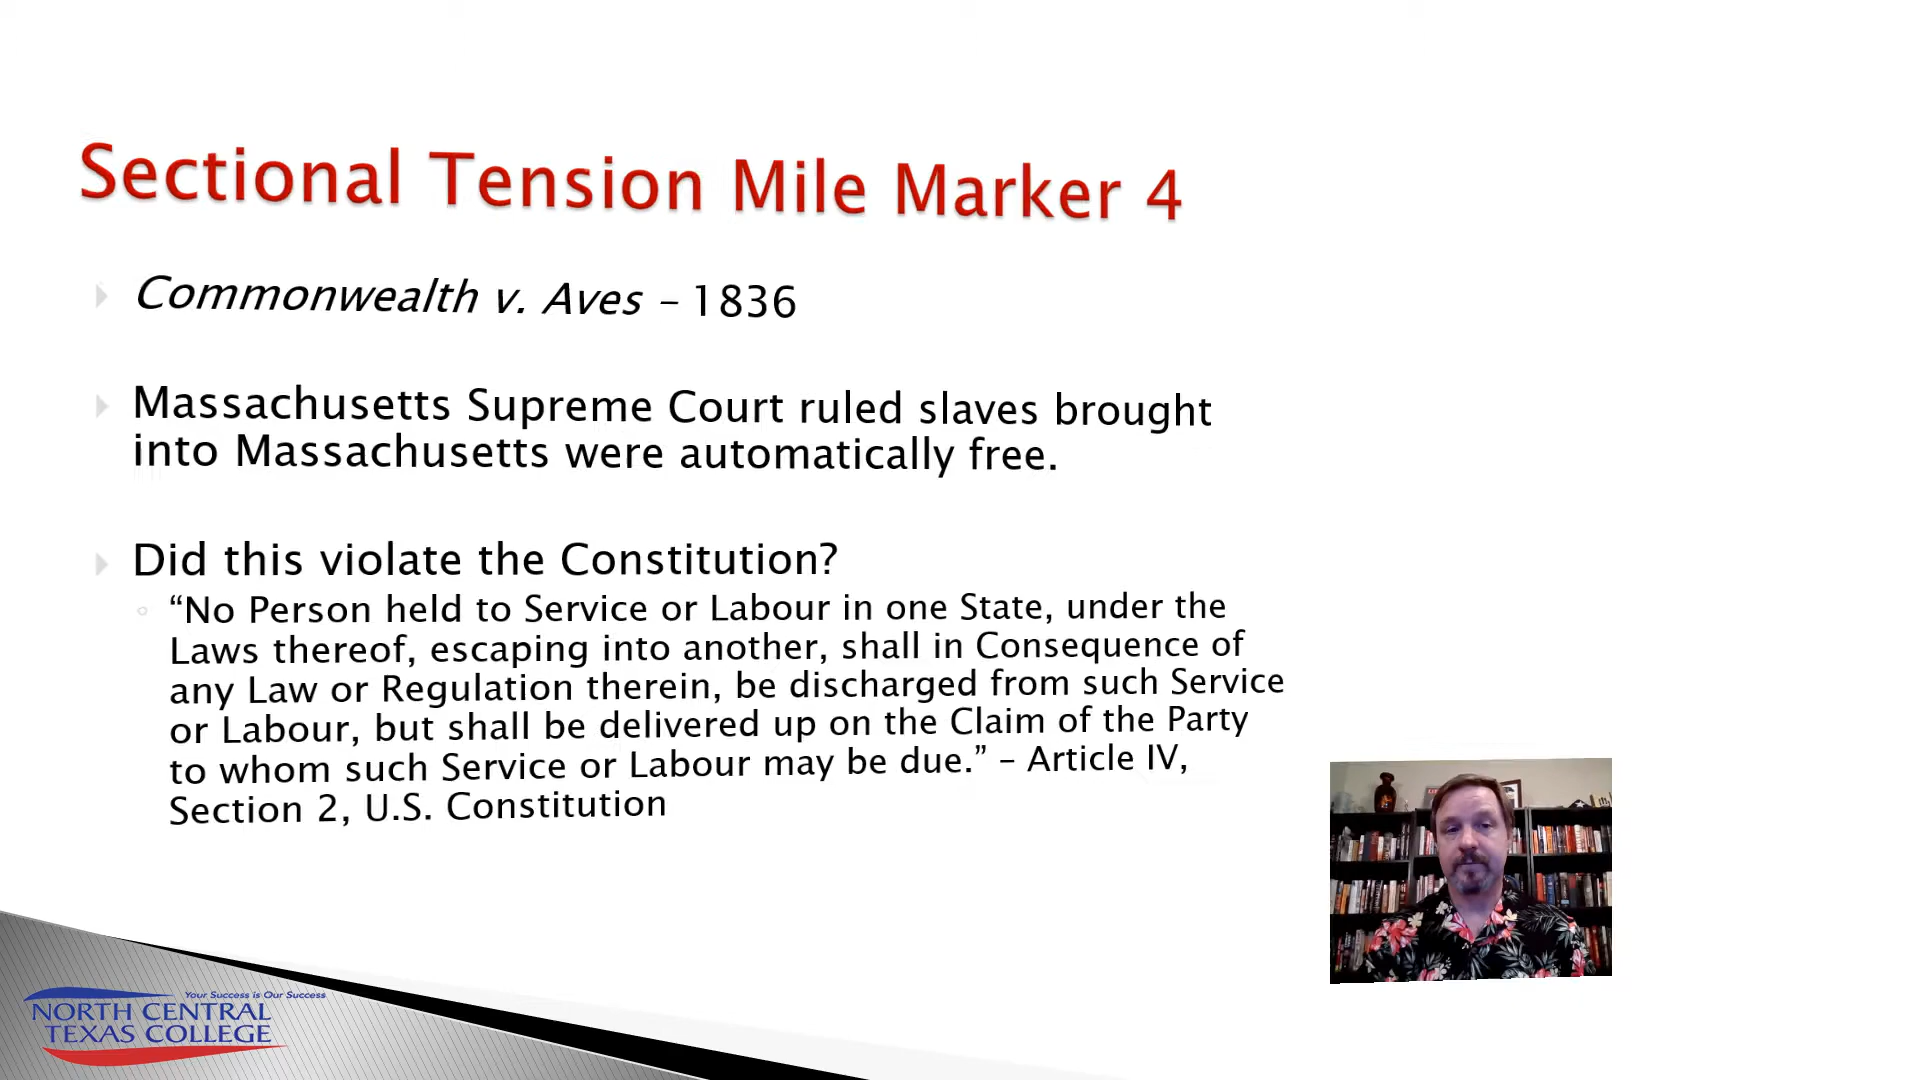 Sectional Tension Mile Marker 4
Commonwealth v. Aves – 1836
Massachusetts Supreme Court ruled slaves brought
into Massachusetts were automatically free.
Did this violate the Constitution?
“No Person held to Service or Labour in one State, under the
Laws thereof, escaping into another, shall in Consequence of
any Law or Regulation therein, be discharged from such Service
or Labour, but shall be delivered up on the Claim of the Party
to whom such Service or Labour may be due.” – Article IV,
Section 2, U.S. Constitution
Your Success is Our Success
NORTH CENTRAL
TEXAS COLLEGE